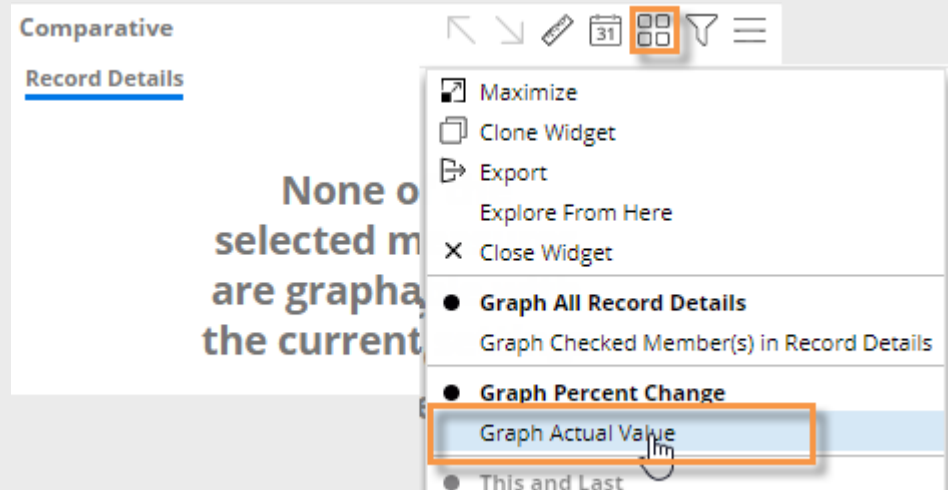 Comparative
31
Record Details
Maximize
Clone Widget
Export
Explore From Here
Close Widget
None o
selected m
are grapha
the current
Graph All Record Details
Graph Checked Member(s) in Record Details
Graph Percent Change
Graph Actual Value
This and Last